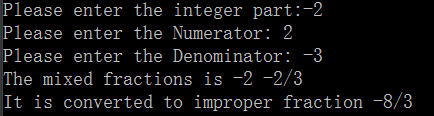 Please enter the integer part:-2
Please enter the Numerator: 2
Please enter the Denominator: -3
The mixed fractions is -2 -2/3
It is converted to improper fraction -8/3